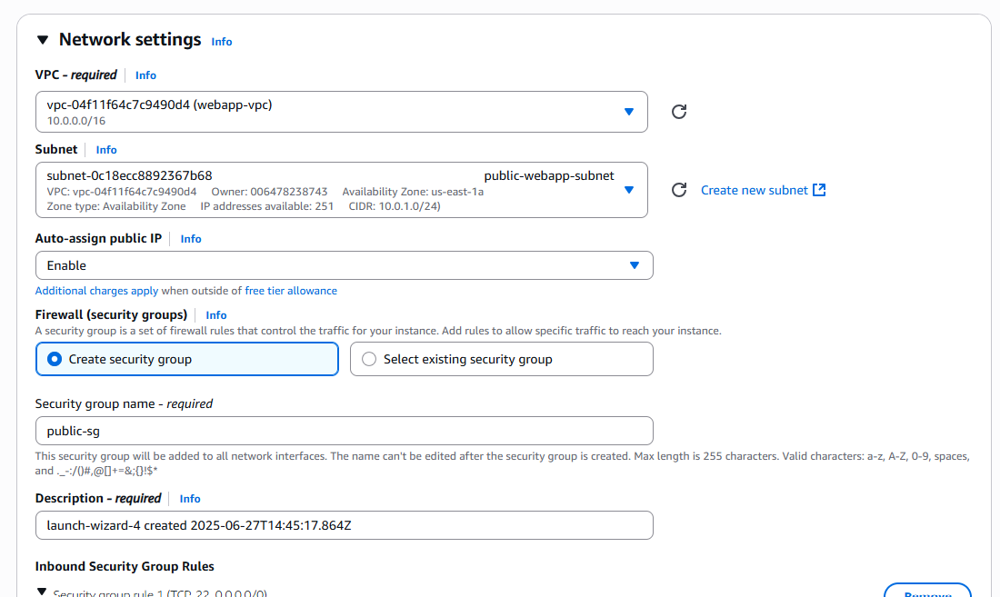 Network settings Info
VPC - required Info
vpc-04f11f64c7c9490d4 (webapp-vpc)
10.0.0.0/16
Subnet Info
subnet-0c18ecc8892367b68 public-webapp-subnet
VPC: vpc-04f11f64c7c9490d4 Owner: 006478238743 Availability Zone: us-east-1a
Zone type: Availability Zone IP addresses available: 251 CIDR: 10.0.1.0/24)
Create new subnet
Auto-assign public IP Info
Enable
Additional charges apply when outside of free tier allowance
Firewall (security groups) Info
A security group is a set of firewall rules that control the traffic for your instance. Add rules to allow specific traffic to reach your instance.
Create security group Select existing security group
Security group name - required
public-sg
This security group will be added to all network interfaces. The name can't be edited after the security group is created. Max length is 255 characters. Valid characters: a-z, A-Z, 0-9, spaces,
and ._-:/()#,@[]+=&;{}!$*
Description - required Info
launch-wizard-4 created 2025-06-27T14:45:17.864Z
Inbound Security Group Rules
Security group rule 1 (TCP, 22, 0.0.0.0/0) Remove